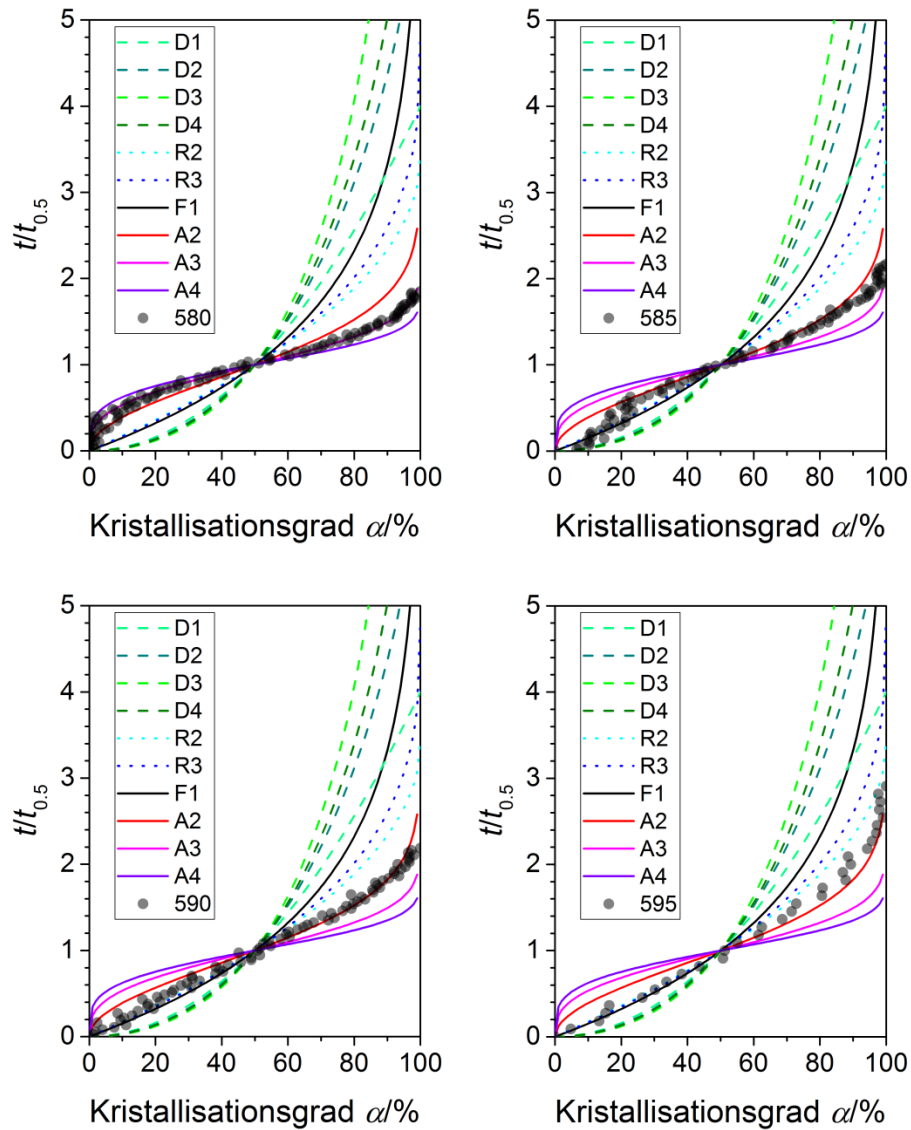 5
4
3
2
1
0
t/t0.5
D1
D2
D3
D4
R2
R3
F1
A2
A3
A4
580
0 20 40 60 80 100
Kristallisationsgrad α/%
5
4
3
2
1
0
t/t0.5
D1
D2
D3
D4
R2
R3
F1
A2
A3
A4
585
0 20 40 60 80 100
Kristallisationsgrad α/%
5
4
3
2
1
0
t/t0.5
D1
D2
D3
D4
R2
R3
F1
A2
A3
A4
590
0 20 40 60 80 100
Kristallisationsgrad α/%
5
4
3
2
1
0
t/t0.5
D1
D2
D3
D4
R2
R3
F1
A2
A3
A4
595
0 20 40 60 80 100
Kristallisationsgrad α/%